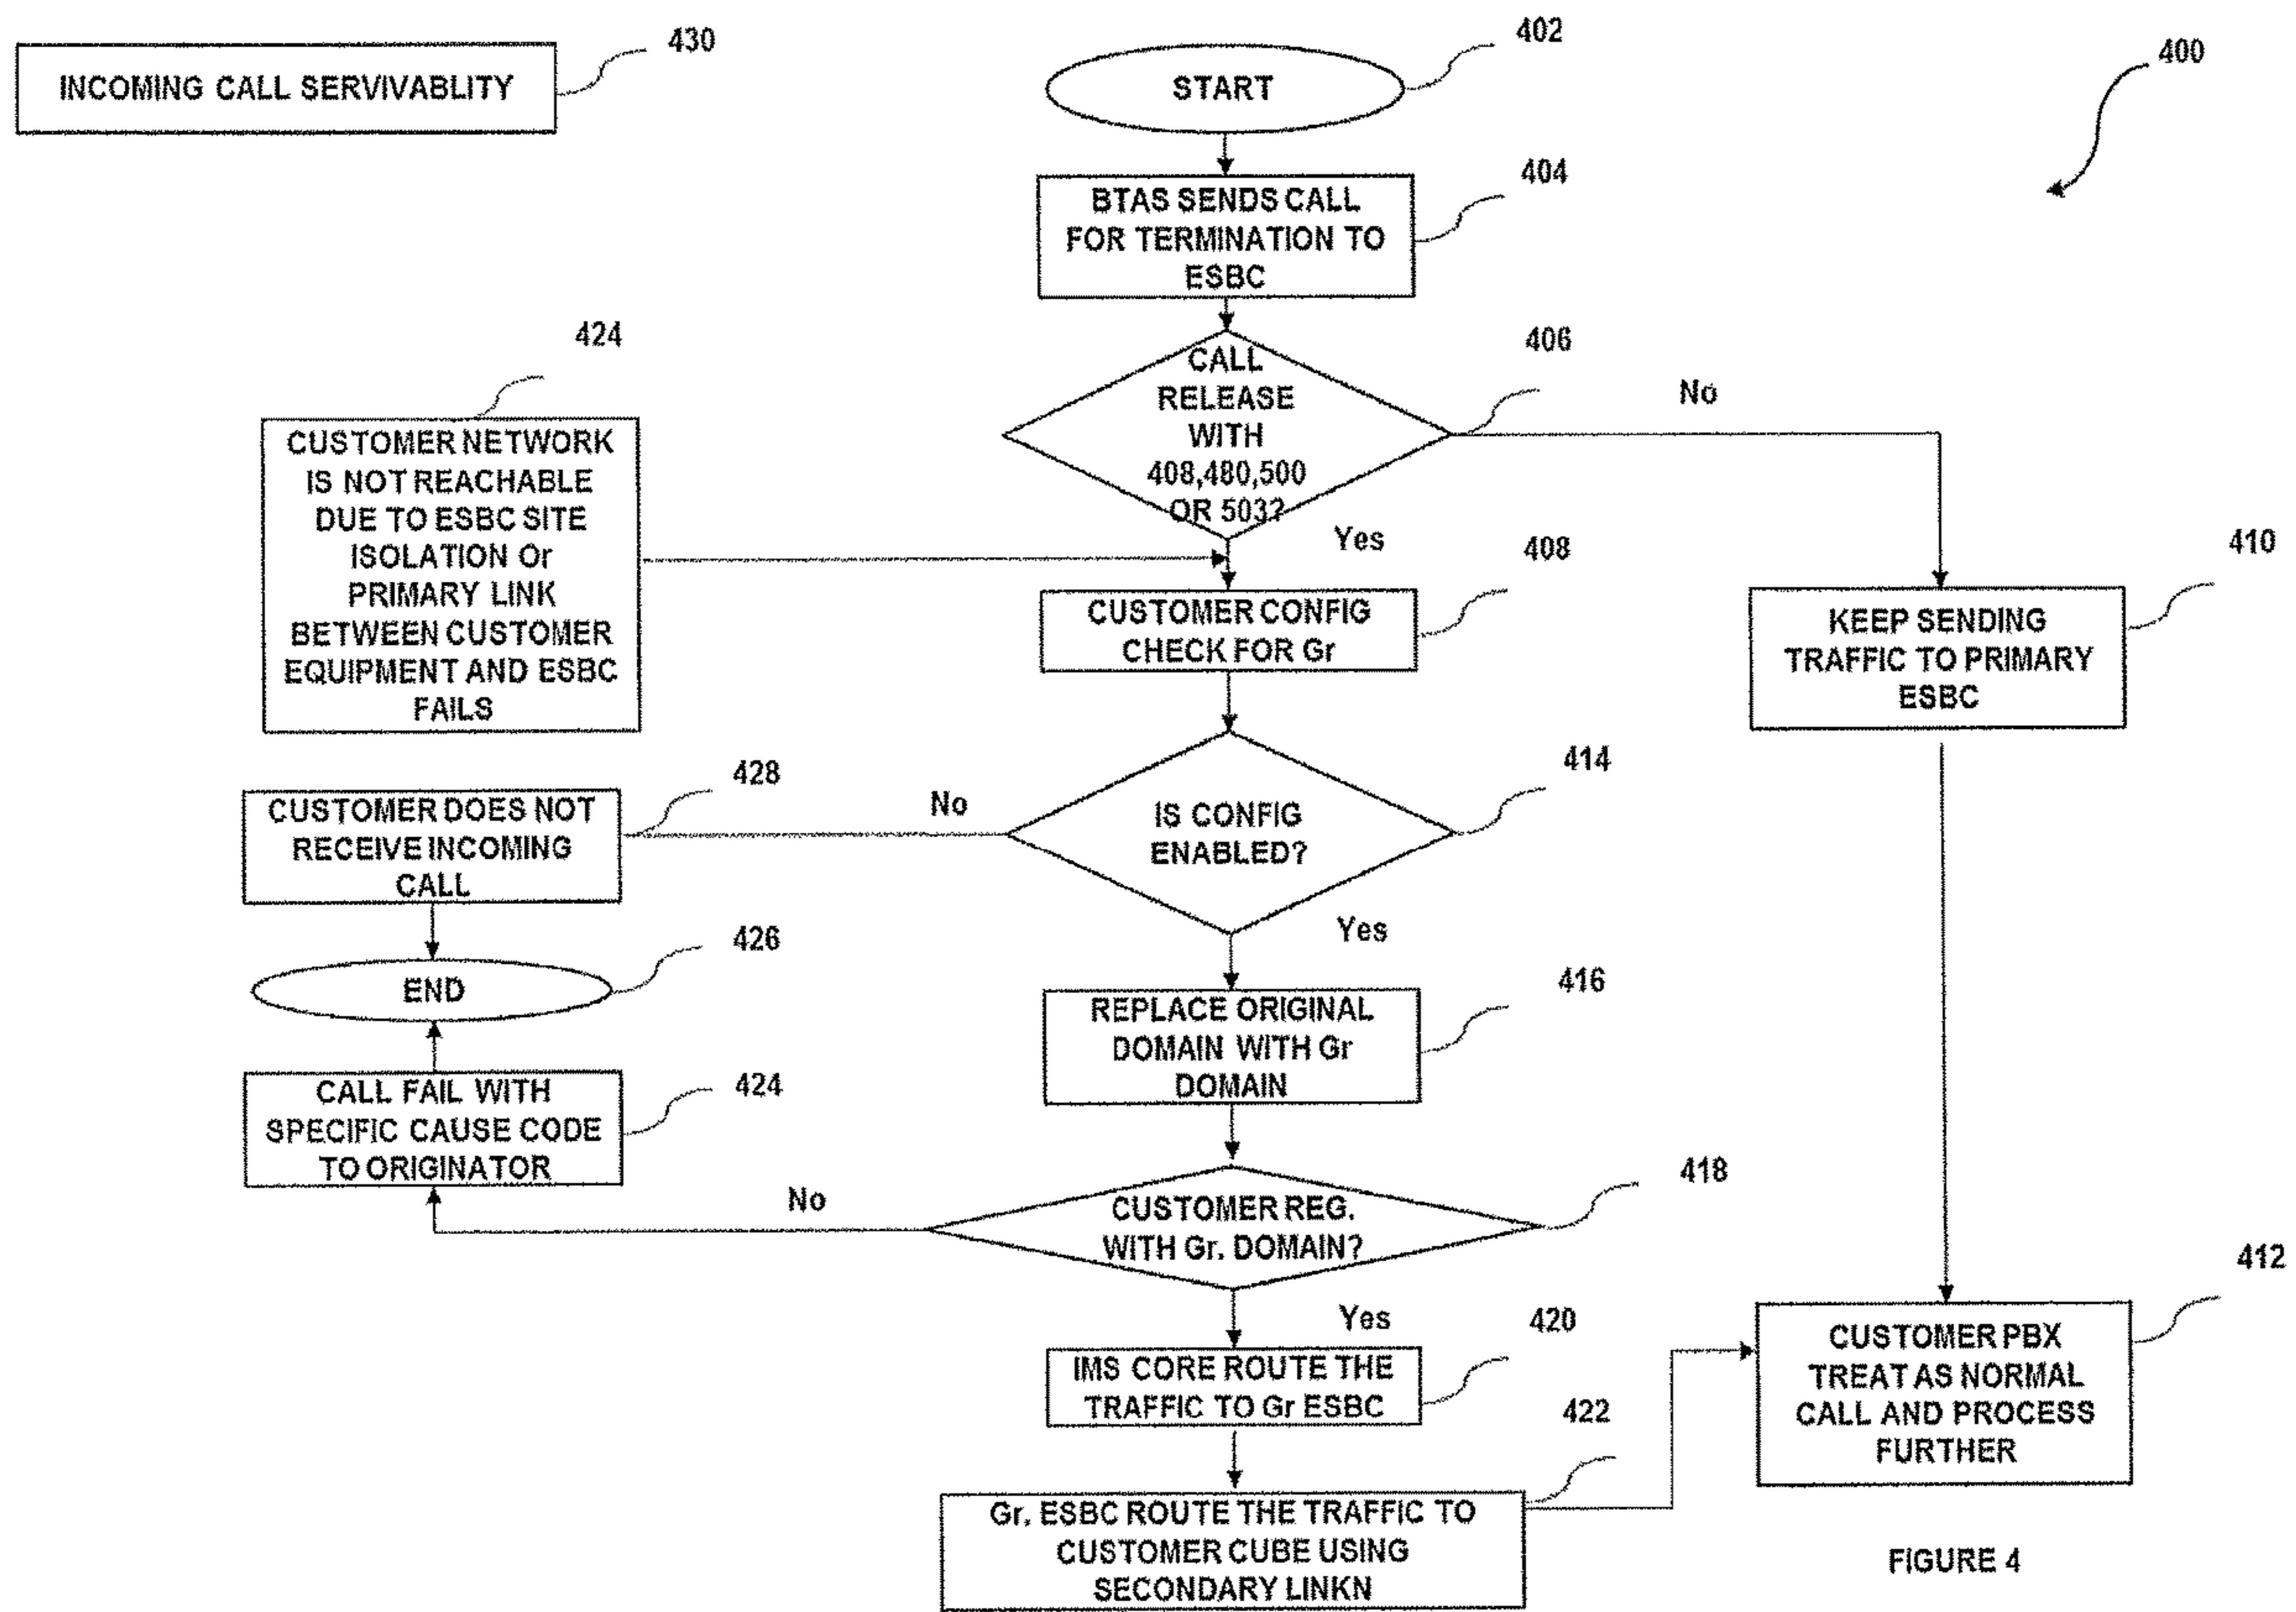 INCOMING CALL SERVIVABLITY
430
START
402
400
BTAS SENDS CALL
FOR TERMINATION TO
ESBC
404
CALL
RELEASE
WITH
408,480,500
OR 503?
406
No
Yes
424
CUSTOMER NETWORK
IS NOT REACHABLE
DUE TO ESBC SITE
ISOLATION Or
PRIMARY LINK
BETWEEN CUSTOMER
EQUIPMENT AND ESBC
FAILS
408
CUSTOMER CONFIG
CHECK FOR Gr
410
KEEP SENDING
TRAFFIC TO PRIMARY
ESBC
414
IS CONFIG
ENABLED?
No
Yes
428
CUSTOMER DOES NOT
RECEIVE INCOMING
CALL
426
END
416
REPLACE ORIGINAL
DOMAIN WITH Gr
DOMAIN
424
CALL FAIL WITH
SPECIFIC CAUSE CODE
TO ORIGINATOR
418
CUSTOMER REG.
WITH Gr. DOMAIN?
No
Yes
420
IMS CORE ROUTE THE
TRAFFIC TO Gr ESBC
412
CUSTOMER PBX
TREAT AS NORMAL
CALL AND PROCESS
FURTHER
422
Gr. ESBC ROUTE THE TRAFFIC TO
CUSTOMER CUBE USING
SECONDARY LINKN
FIGURE 4